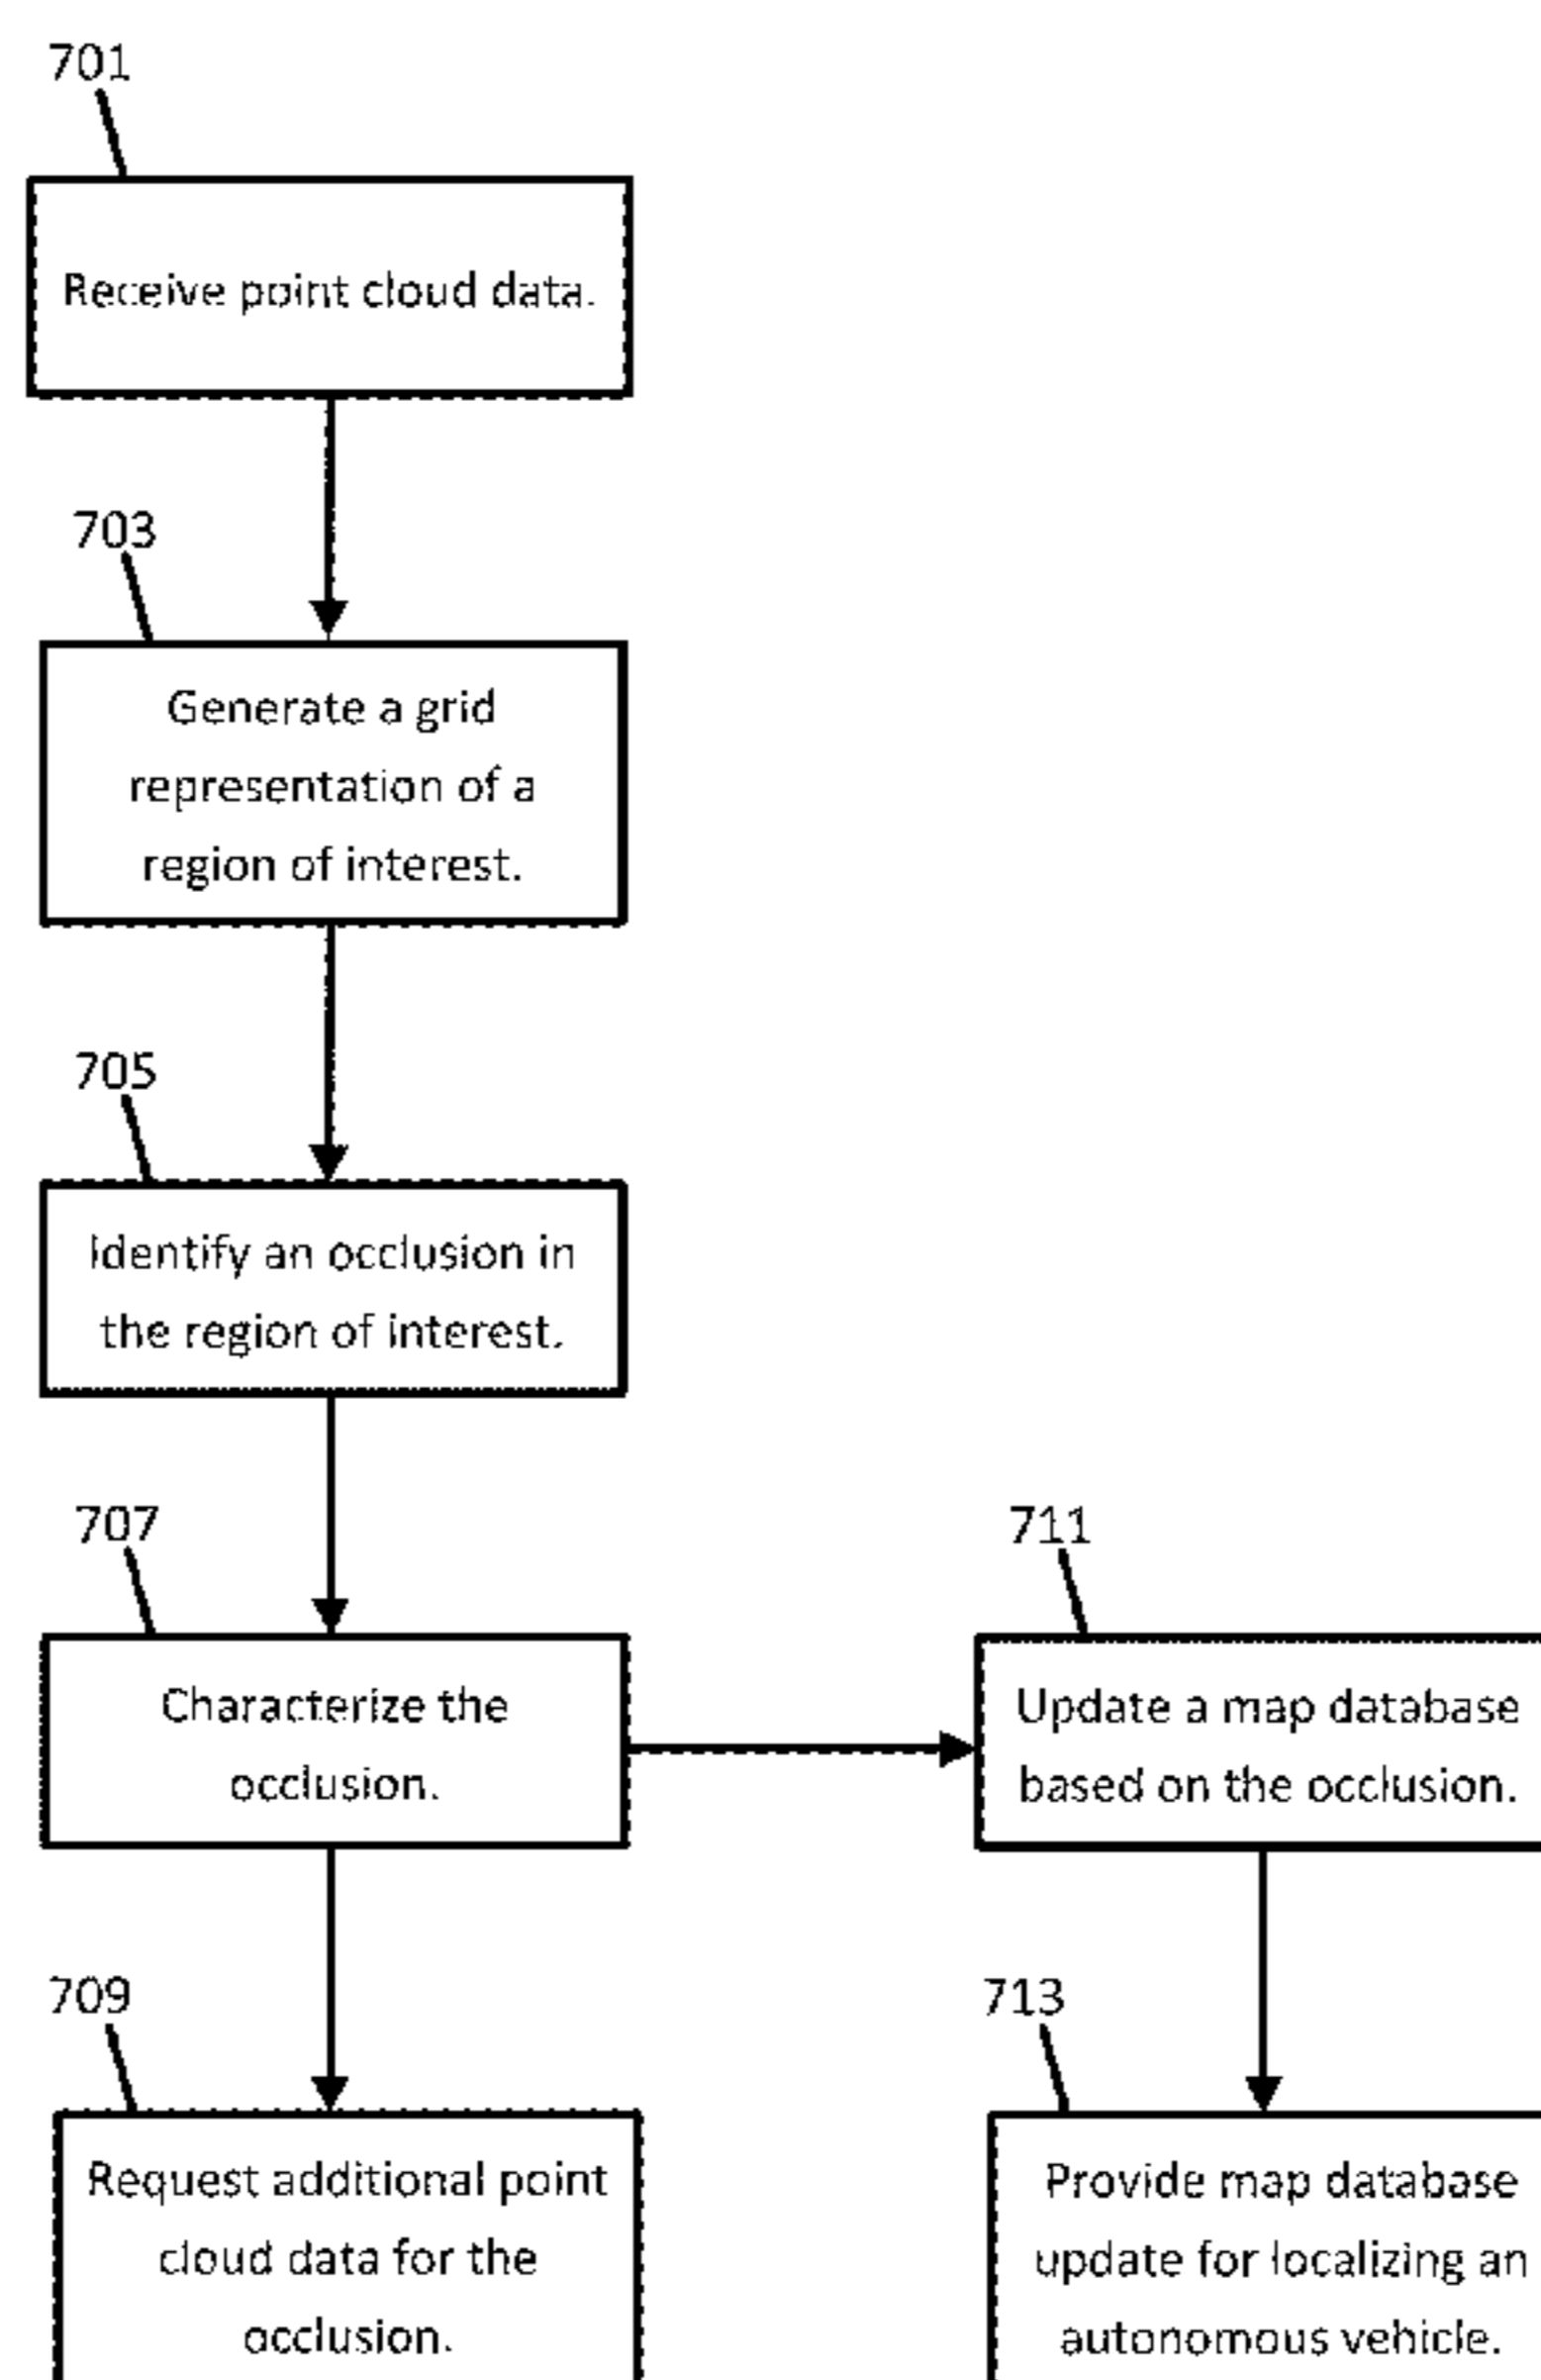 701
Receive point cloud data.
703
Generate a grid
representation of a
region of interest.
705
Identify an occlusion in
the region of interest.
707
Characterize the
occlusion.
711
Update a map database
based on the occlusion.
709
Request additional point
cloud data for the
occlusion.
713
Provide map database
update for localizing an
autonomous vehicle.